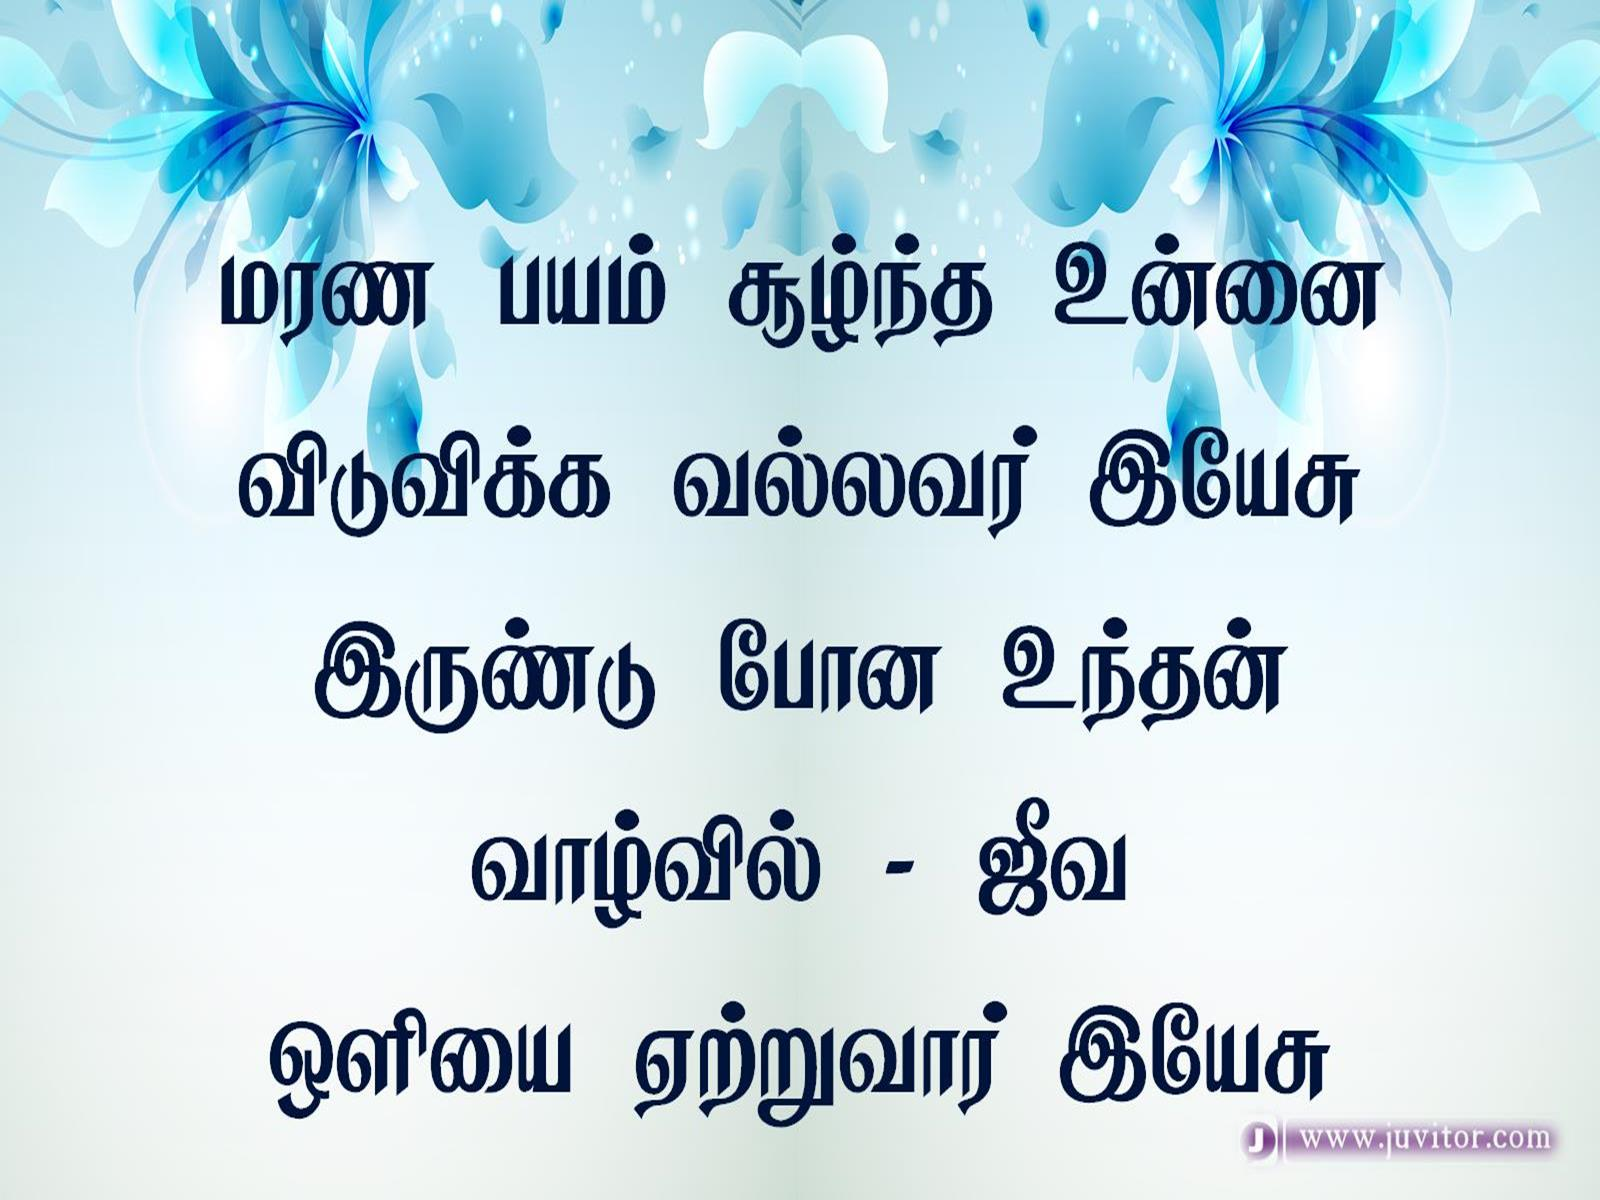 மரண பயம் சூழ்ந்த உன்னை
விடுவிக்க வல்லவர் இயேசு
இருண்டு போன உந்தன்
வாழ்வில் - ஜீவ
ஒளியை ஏற்றுவார் இயேசு
J www.juvitor.com